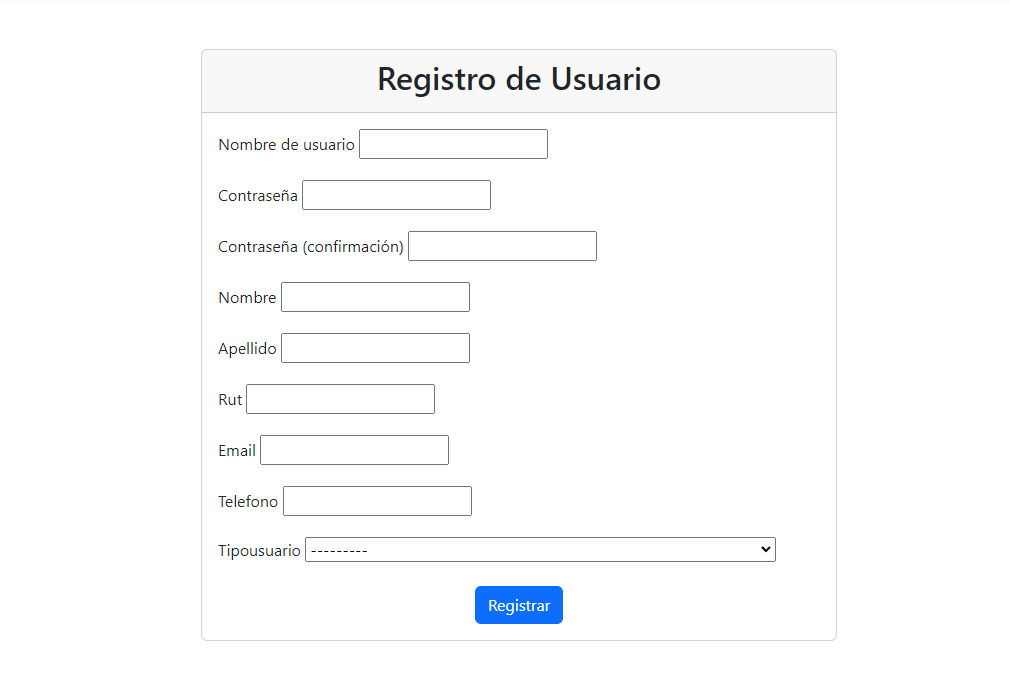 Registro de Usuario
Nombre de usuario
Contraseña
Contraseña (confirmación)
Nombre
Apellido
Rut
Email
Telefono
Tipousuario ---------
Registrar